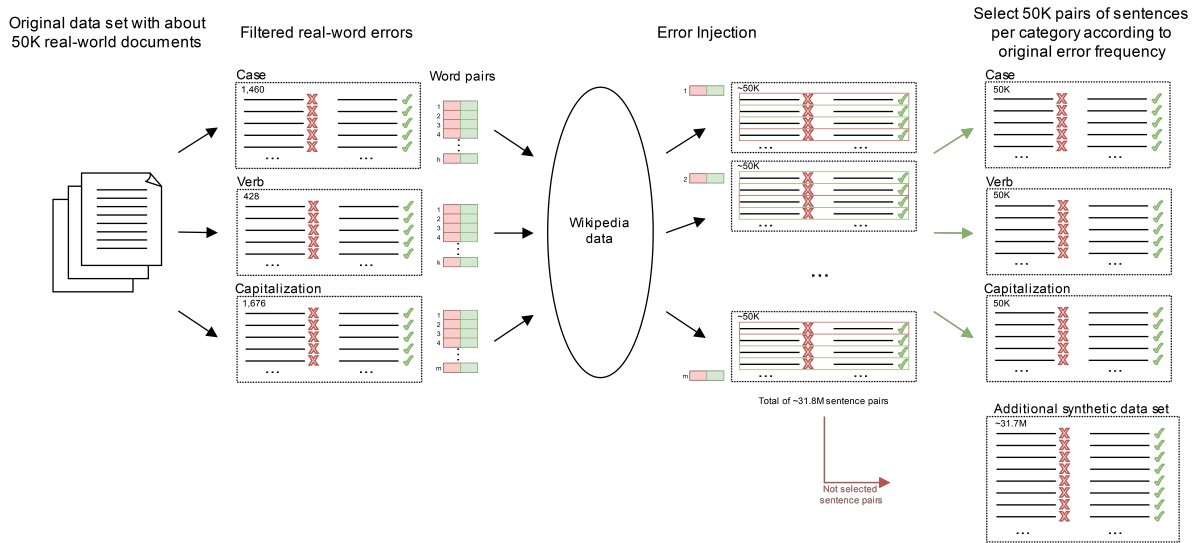 Original data set with about
50K real-world documents
Filtered real-word errors
Error Injection
Select 50K pairs of sentences
per category according to
original error frequency
Case
1,460
...
...
Word pairs
1
2
3
4
h
Verb
428
...
...
1
2
3
4
k
Capitalization
1,676
...
...
1
2
3
4
m
Wikipedia
data
1
~50K
...
...
2
~50K
...
...
...
m
~50K
...
...
Total of ~31.8M sentence pairs
Not selected
sentence pairs
Case
50K
...
...
Verb
50K
...
...
Capitalization
50K
...
...
Additional synthetic data set
~31.7M
...
...